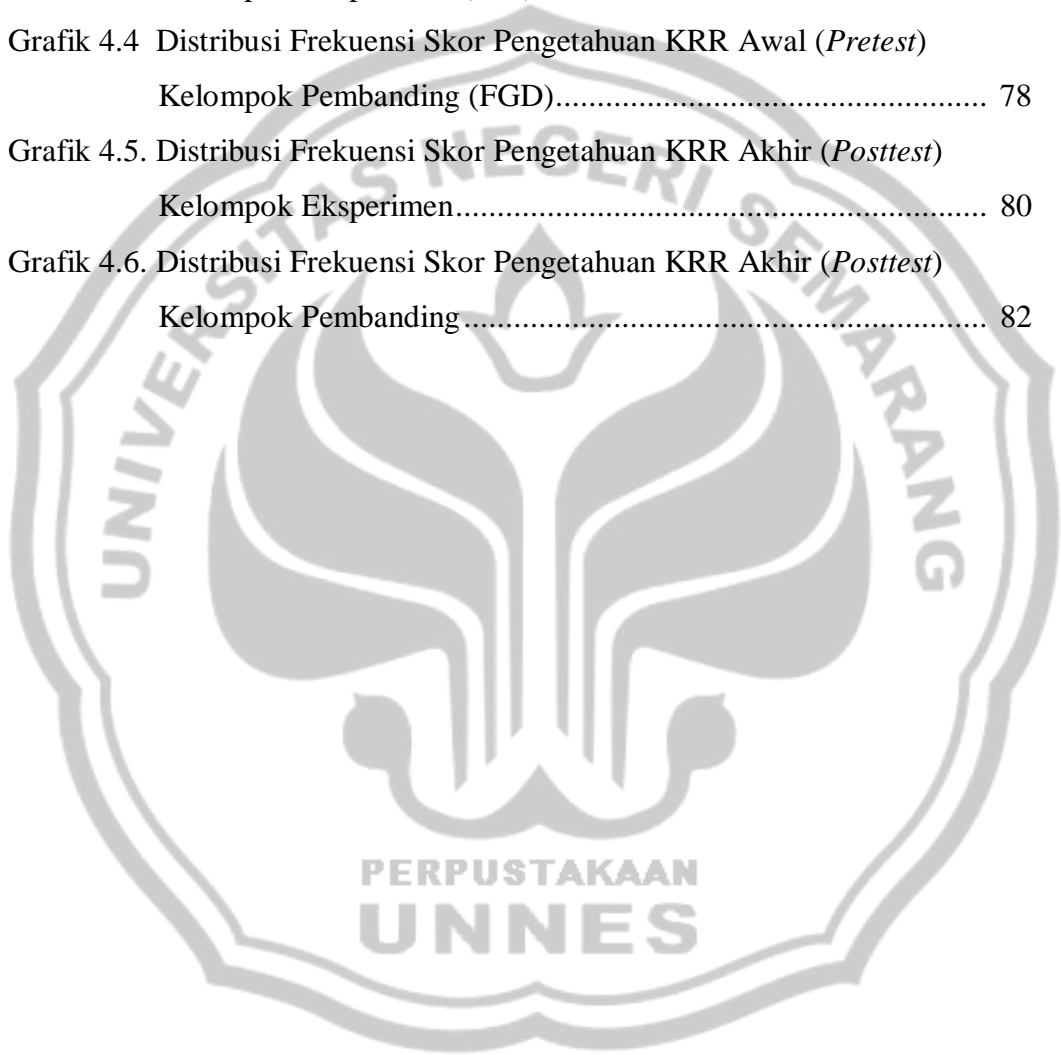 Grafik 4.4 Distribusi Frekuensi Skor Pengetahuan KRR Awal (Pretest)
Kelompok Pembanding (FGD)................................................... 78
Grafik 4.5. Distribusi Frekuensi Skor Pengetahuan KRR Akhir (Posttest)
Kelompok Eksperimen............................................................... 80
Grafik 4.6. Distribusi Frekuensi Skor Pengetahuan KRR Akhir (Posttest)
Kelompok Pembanding.............................................................. 82
UNIVERSITAS NEGERI SEMARANG
PERPUSTAKAAN
UNNES